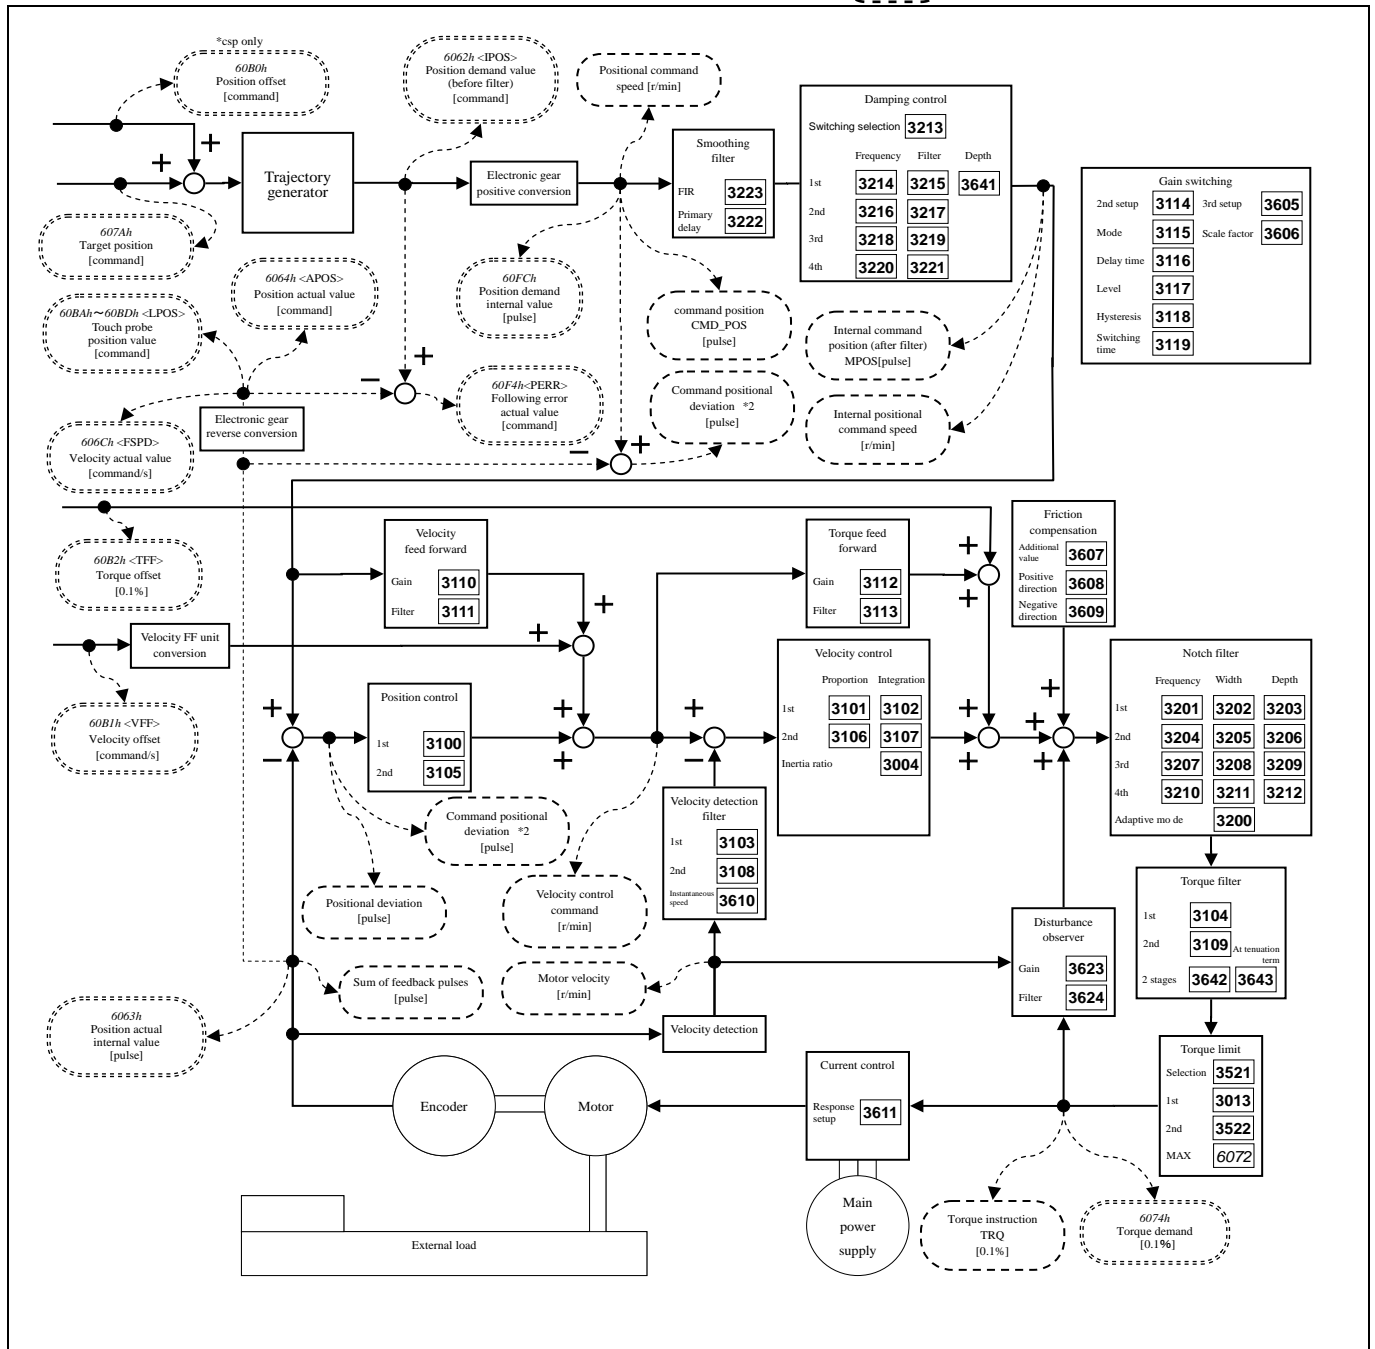 *csp only
60B0h
Position offset
[command]
6062h <IPOS>
Position demand value
(before filter)
[command]
Positional command
speed [r/min]
+
+
+
Trajectory
generator
Electronic gear
positive conversion
Smoothing
filter
FIR 3223
Primary
delay 3222
Damping control
Switching selection 3213
Frequency Filter Depth
1st 3214 3215 3641
2nd 3216 3217
3rd 3218 3219
4th 3220 3221
Gain switching
2nd setup 3114 3rd setup 3605
Mode 3115 Scale factor 3606
Delay time 3116
Level 3117
Hysteresis 3118
Switching
time 3119
607Ah
Target position
[command]
6064h <APOS>
Position actual value
[command]
60BAh～60BDh <LPOS>
Touch probe
position value
[command]
60FCh
Position demand
internal value
[pulse]
command position
CMD_POS
[pulse]
Internal command
position (after filter)
MPOS[pulse]
+
−
60F4h<PERR>
Following error
actual value
[command]
Command positional
deviation *2
[pulse]
Internal positional
command speed
[r/min]
Electronic gear
reverse conversion
606Ch <FSPD>
Velocity actual value
[command/s]
−
+
60B2h <TFF>
Torque offset
[0.1%]
Velocity
feed forward
Gain 3110
Filter 3111
Torque feed
forward
Gain 3112
Filter 3113
+
+
Friction
compensation
Additional
value 3607
Positive
direction 3608
Negative
direction 3609
Velocity FF unit
conversion
+
+
60B1h <VFF>
Velocity offset
[command/s]
+
−
Position control
1st 3100
2nd 3105
+
+
+
−
Velocity control
Proportion Integration
1st 3101 3102
2nd 3106 3107
Inertia ratio 3004
+
+
+
+
+
Notch filter
Frequency Width Depth
1st 3201 3202 3203
2nd 3204 3205 3206
3rd 3207 3208 3209
4th 3210 3211 3212
Adaptive mo de 3200
Command positional
deviation *2
[pulse]
Velocity detection
filter
1st 3103
2nd 3108
Instantaneous
speed 3610
Positional deviation
[pulse]
Velocity control
command
[r/min]
Torque filter
1st 3104
2nd 3109 At tenuation
term
2 stages 3642 3643
Disturbance
observer
Gain 3623
Filter 3624
Sum of feedback pulses
[pulse]
Motor velocity
[r/min]
6063h
Position actual
internal value
[pulse]
Velocity detection
Torque limit
Selection 3521
1st 3013
2nd 3522
MAX 6072
Current control
Response
setup 3611
Encoder
Motor
Main
power
supply
Torque instruction
TRQ
[0.1%]
6074h
Torque demand
[0.1%]
External load